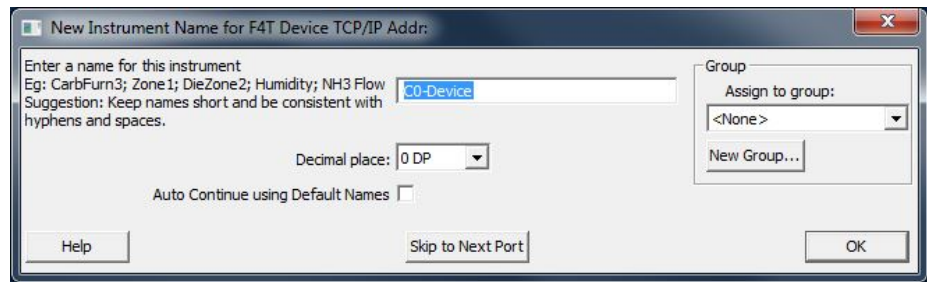 New Instrument Name for F4T Device TCP/IP Addr:
Enter a name for this instrument
Eg: CarbFurn3; Zone1; DieZone2; Humidity; NH3 Flow
Suggestion: Keep names short and be consistent with
hyphens and spaces.
C0-Device
Decimal place: 0 DP
Auto Continue using Default Names
Group
Assign to group:
<None>
New Group...
Help
Skip to Next Port
OK